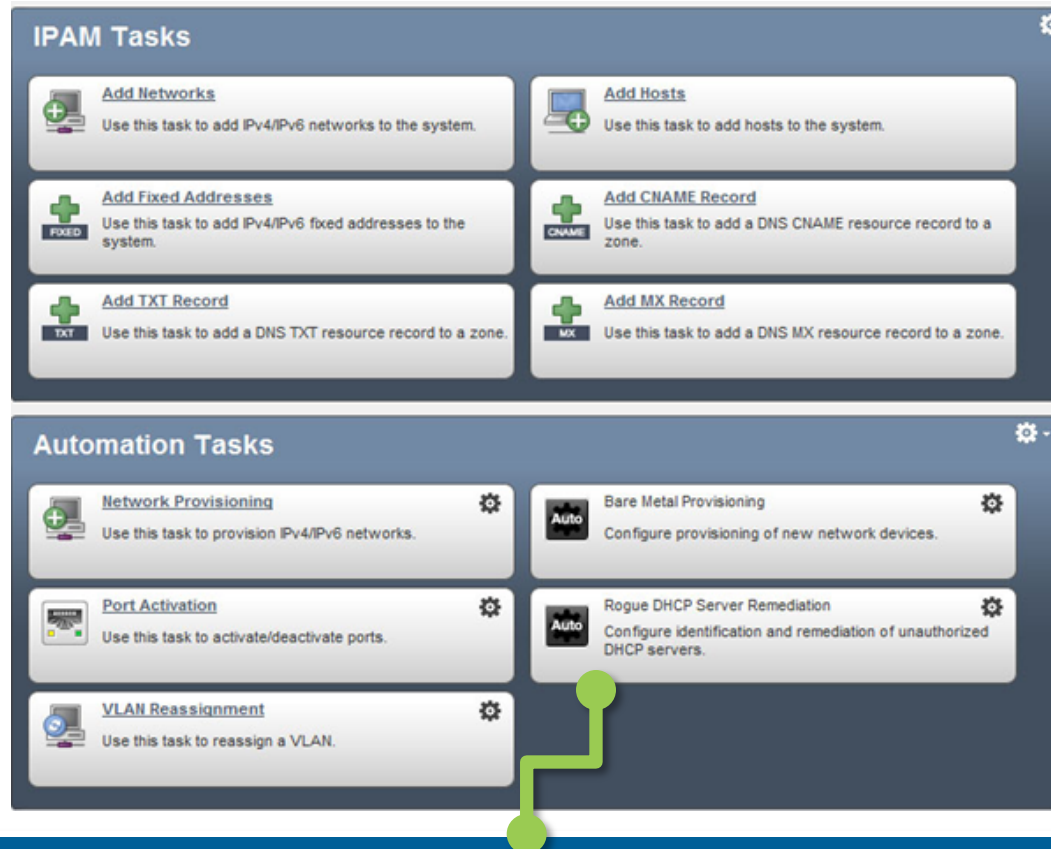 IPAM Tasks
Add Networks
Use this task to add IPv4/IPv6 networks to the system.
Add Hosts
Use this task to add hosts to the system.
FIXED
Add Fixed Addresses
Use this task to add IPv4/IPv6 fixed addresses to the
system.
CNAME
Add CNAME Record
Use this task to add a DNS CNAME resource record to a
zone.
TXT
Add TXT Record
Use this task to add a DNS TXT resource record to a zone.
MX
Add MX Record
Use this task to add a DNS MX resource record to a zone.
Automation Tasks
Network Provisioning
Use this task to provision IPv4/IPv6 networks.
Auto
Bare Metal Provisioning
Configure provisioning of new network devices.
Port Activation
Use this task to activate/deactivate ports.
Auto
Rogue DHCP Server Remediation
Configure identification and remediation of unauthorized
DHCP servers.
VLAN Reassignment
Use this task to reassign a VLAN.